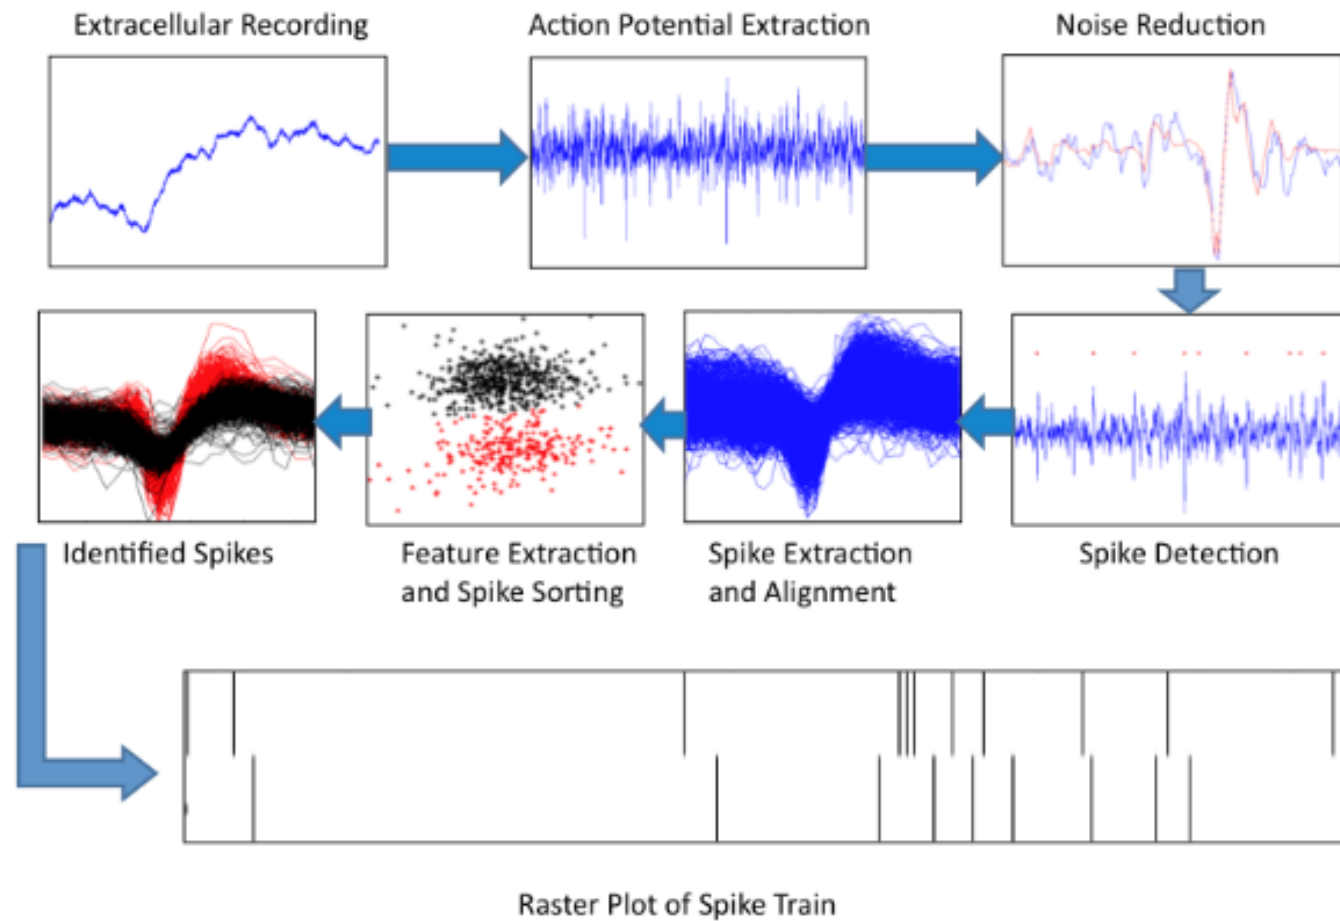 Extracellular Recording
Action Potential Extraction
Noise Reduction
Identified Spikes
Feature Extraction
and Spike Sorting
Spike Extraction
and Alignment
Spike Detection
Raster Plot of Spike Train